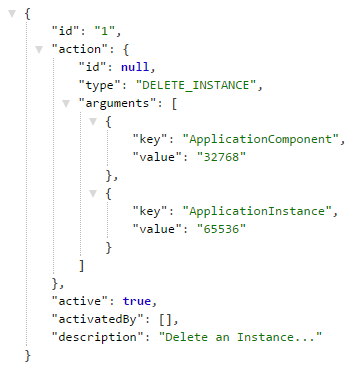 {
"id": "1",
"action": {
"id": null,
"type": "DELETE_INSTANCE",
"arguments": [
{
"key": "ApplicationComponent",
"value": "32768"
},
{
"key": "ApplicationInstance",
"value": "65536"
}
]
},
"active": true,
"activatedBy": [],
"description": "Delete an Instance..."
}